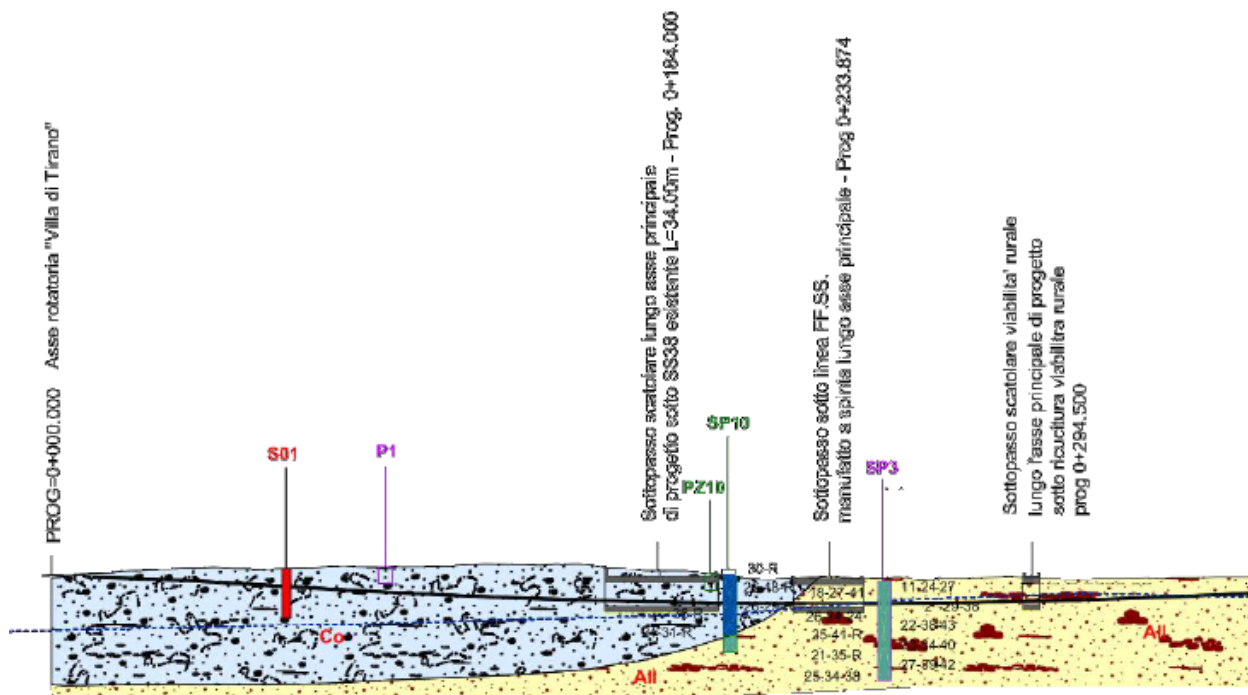 PROG=0+000.000 Asse rotatoria "Villa di Tirano"
S01
P1
Sottopasso scatolare lungo asse principale
di progetto sotto SS38 esistente L=34.00m - Prog. 0+184.000
PZ10
SP10
Sottopasso sotto linea FF.SS.
manufatto a spinta lungo asse principale - Prog 0+233.874
SP3
Sottopasso scatolare viabilita' rurale
lungo l'asse principale di progetto
sotto ricucitura viabilitra rurale
prog 0+294.500
30-R
18-27-41
25-41-R
21-35-R
25-34-38
11-24-27
22-38-43
27-39-42
Co
All
All